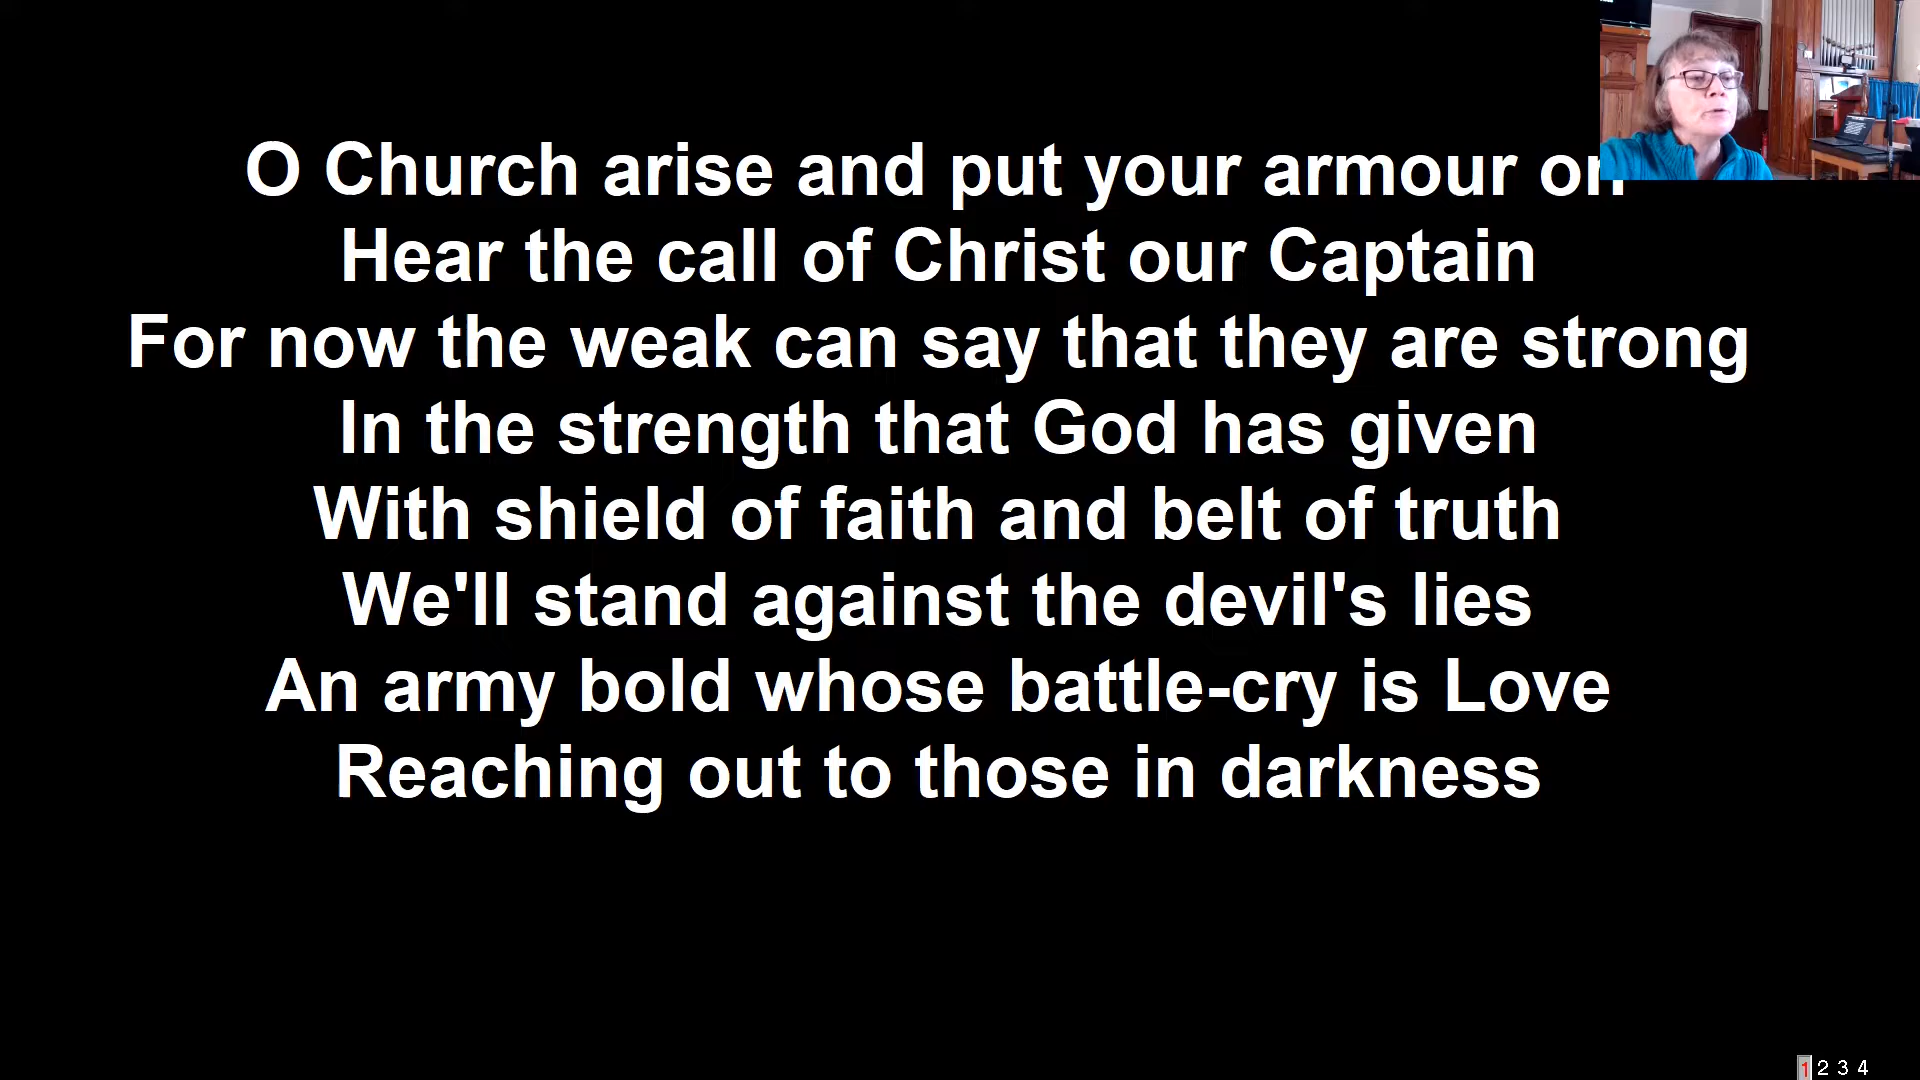 O Church arise and put your armour on
Hear the call of Christ our Captain
For now the weak can say that they are strong
In the strength that God has given
With shield of faith and belt of truth
We'll stand against the devil's lies
An army bold whose battle-cry is Love
Reaching out to those in darkness
1 2 3 4